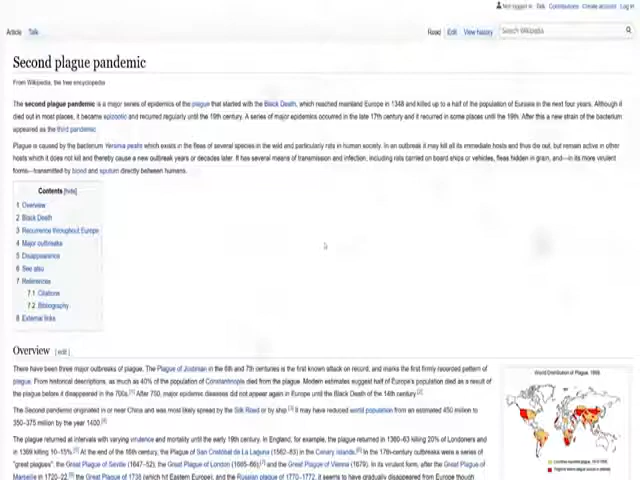 Not logged in Talk Contributions Create account Log in
Article Talk Read Edit View history Search Wikipedia
Second plague pandemic
From Wikipedia, the free encyclopedia
The second plague pandemic is a major series of epidemics of the plague that started with the Black Death, which reached mainland Europe in 1348 and killed up to a half of the population of Eurasia in the next four years. Although it
died out in most places, it became epizootic and recurred regularly until the 19th century. A series of major epidemics occurred in the late 17th century and it recurred in some places until the 19th. After this a new strain of the bacterium
appeared as the third pandemic.
Plague is caused by the bacterium Yersinia pestis which exists in the fleas of several species in the wild and particularly rats in human society. In an outbreak it may kill all its immediate hosts and thus die out, but remain active in other
hosts which it does not kill and thereby cause a new outbreak years or decades later. It has several means of transmission and infection, including rats carried on board ships or vehicles, fleas hidden in grain, and—in its more virulent
forms—transmitted by blood and sputum directly between humans.
Contents [hide]
1 Overview
2 Black Death
3 Recurrence throughout Europe
4 Major outbreaks
5 Disappearance
6 See also
7 References
7.1 Citations
7.2 Bibliography
8 External links
Overview [edit]
There have been three major outbreaks of plague. The Plague of Justinian in the 6th and 7th centuries is the first known attack on record, and marks the first firmly recorded pattern of
plague. From historical descriptions, as much as 40% of the population of Constantinople died from the plague. Modern estimates suggest half of Europe's population died as a result of
the plague before it disappeared in the 700s.[1] After 750, major epidemic diseases did not appear again in Europe until the Black Death of the 14th century.[2]
The Second pandemic originated in or near China and was most likely spread by the Silk Road or by ship.[3] It may have reduced world population from an estimated 450 million to
350–375 million by the year 1400.[4]
The plague returned at intervals with varying virulence and mortality until the early 19th century. In England, for example, the plague returned in 1360–63 killing 20% of Londoners and
in 1369 killing 10–15%.[5] At the end of the 16th century, the Plague of San Cristóbal de La Laguna (1582–83) in the Canary Islands.[6] In the 17th-century outbreaks were a series of
"great plagues": the Great Plague of Seville (1647–52); the Great Plague of London (1665–66);[7] and the Great Plague of Vienna (1679). In its virulent form, after the Great Plague of
Marseille in 1720–22,[8] the Great Plague of 1738 (which hit Eastern Europe), and the Russian plague of 1770–1772, it seems to have gradually disappeared from Europe though
World Distribution of Plague, 1998